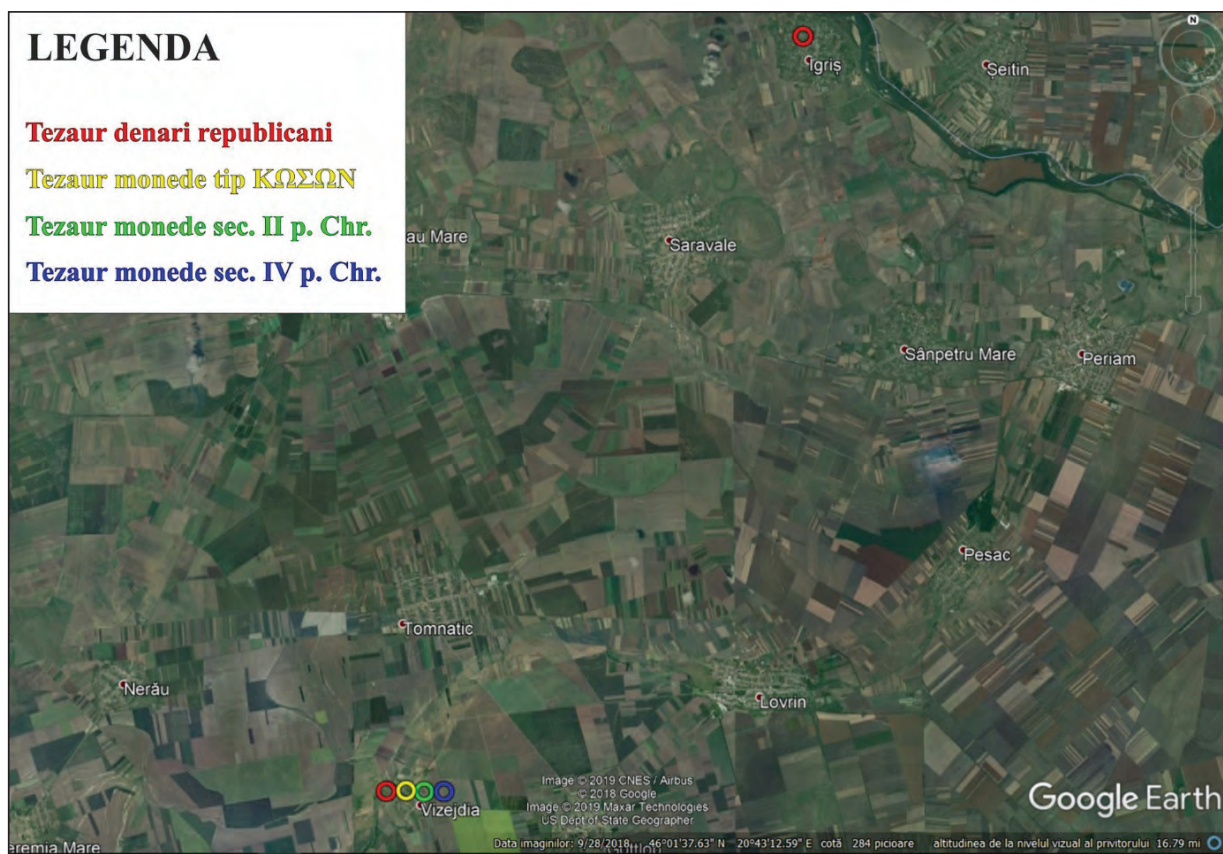 LEGENDA
Tezaur denari republicani
Tezaur monede tip ΚΩΣΩΝ
Tezaur monede sec. II p. Chr.
Tezaur monede sec. IV p. Chr.
N
Igriș
Șeitin
au Mare
Saravale
Sânpetru Mare
Periam
Pesac
Tomnatic
Nerău
Lovrin
Vizejdia
Image © 2019 CNES / Airbus
© 2018 Google
Image © 2019 Maxar Technologies
US Dept of State Geographer
Google Earth
eremia Mare
Data imaginilor: 9/28/2018 46°01'37.63" N 20°43'12.59" E cotă 284 picioare altitudinea de la nivelul vizual al privitorului 16.79 mi